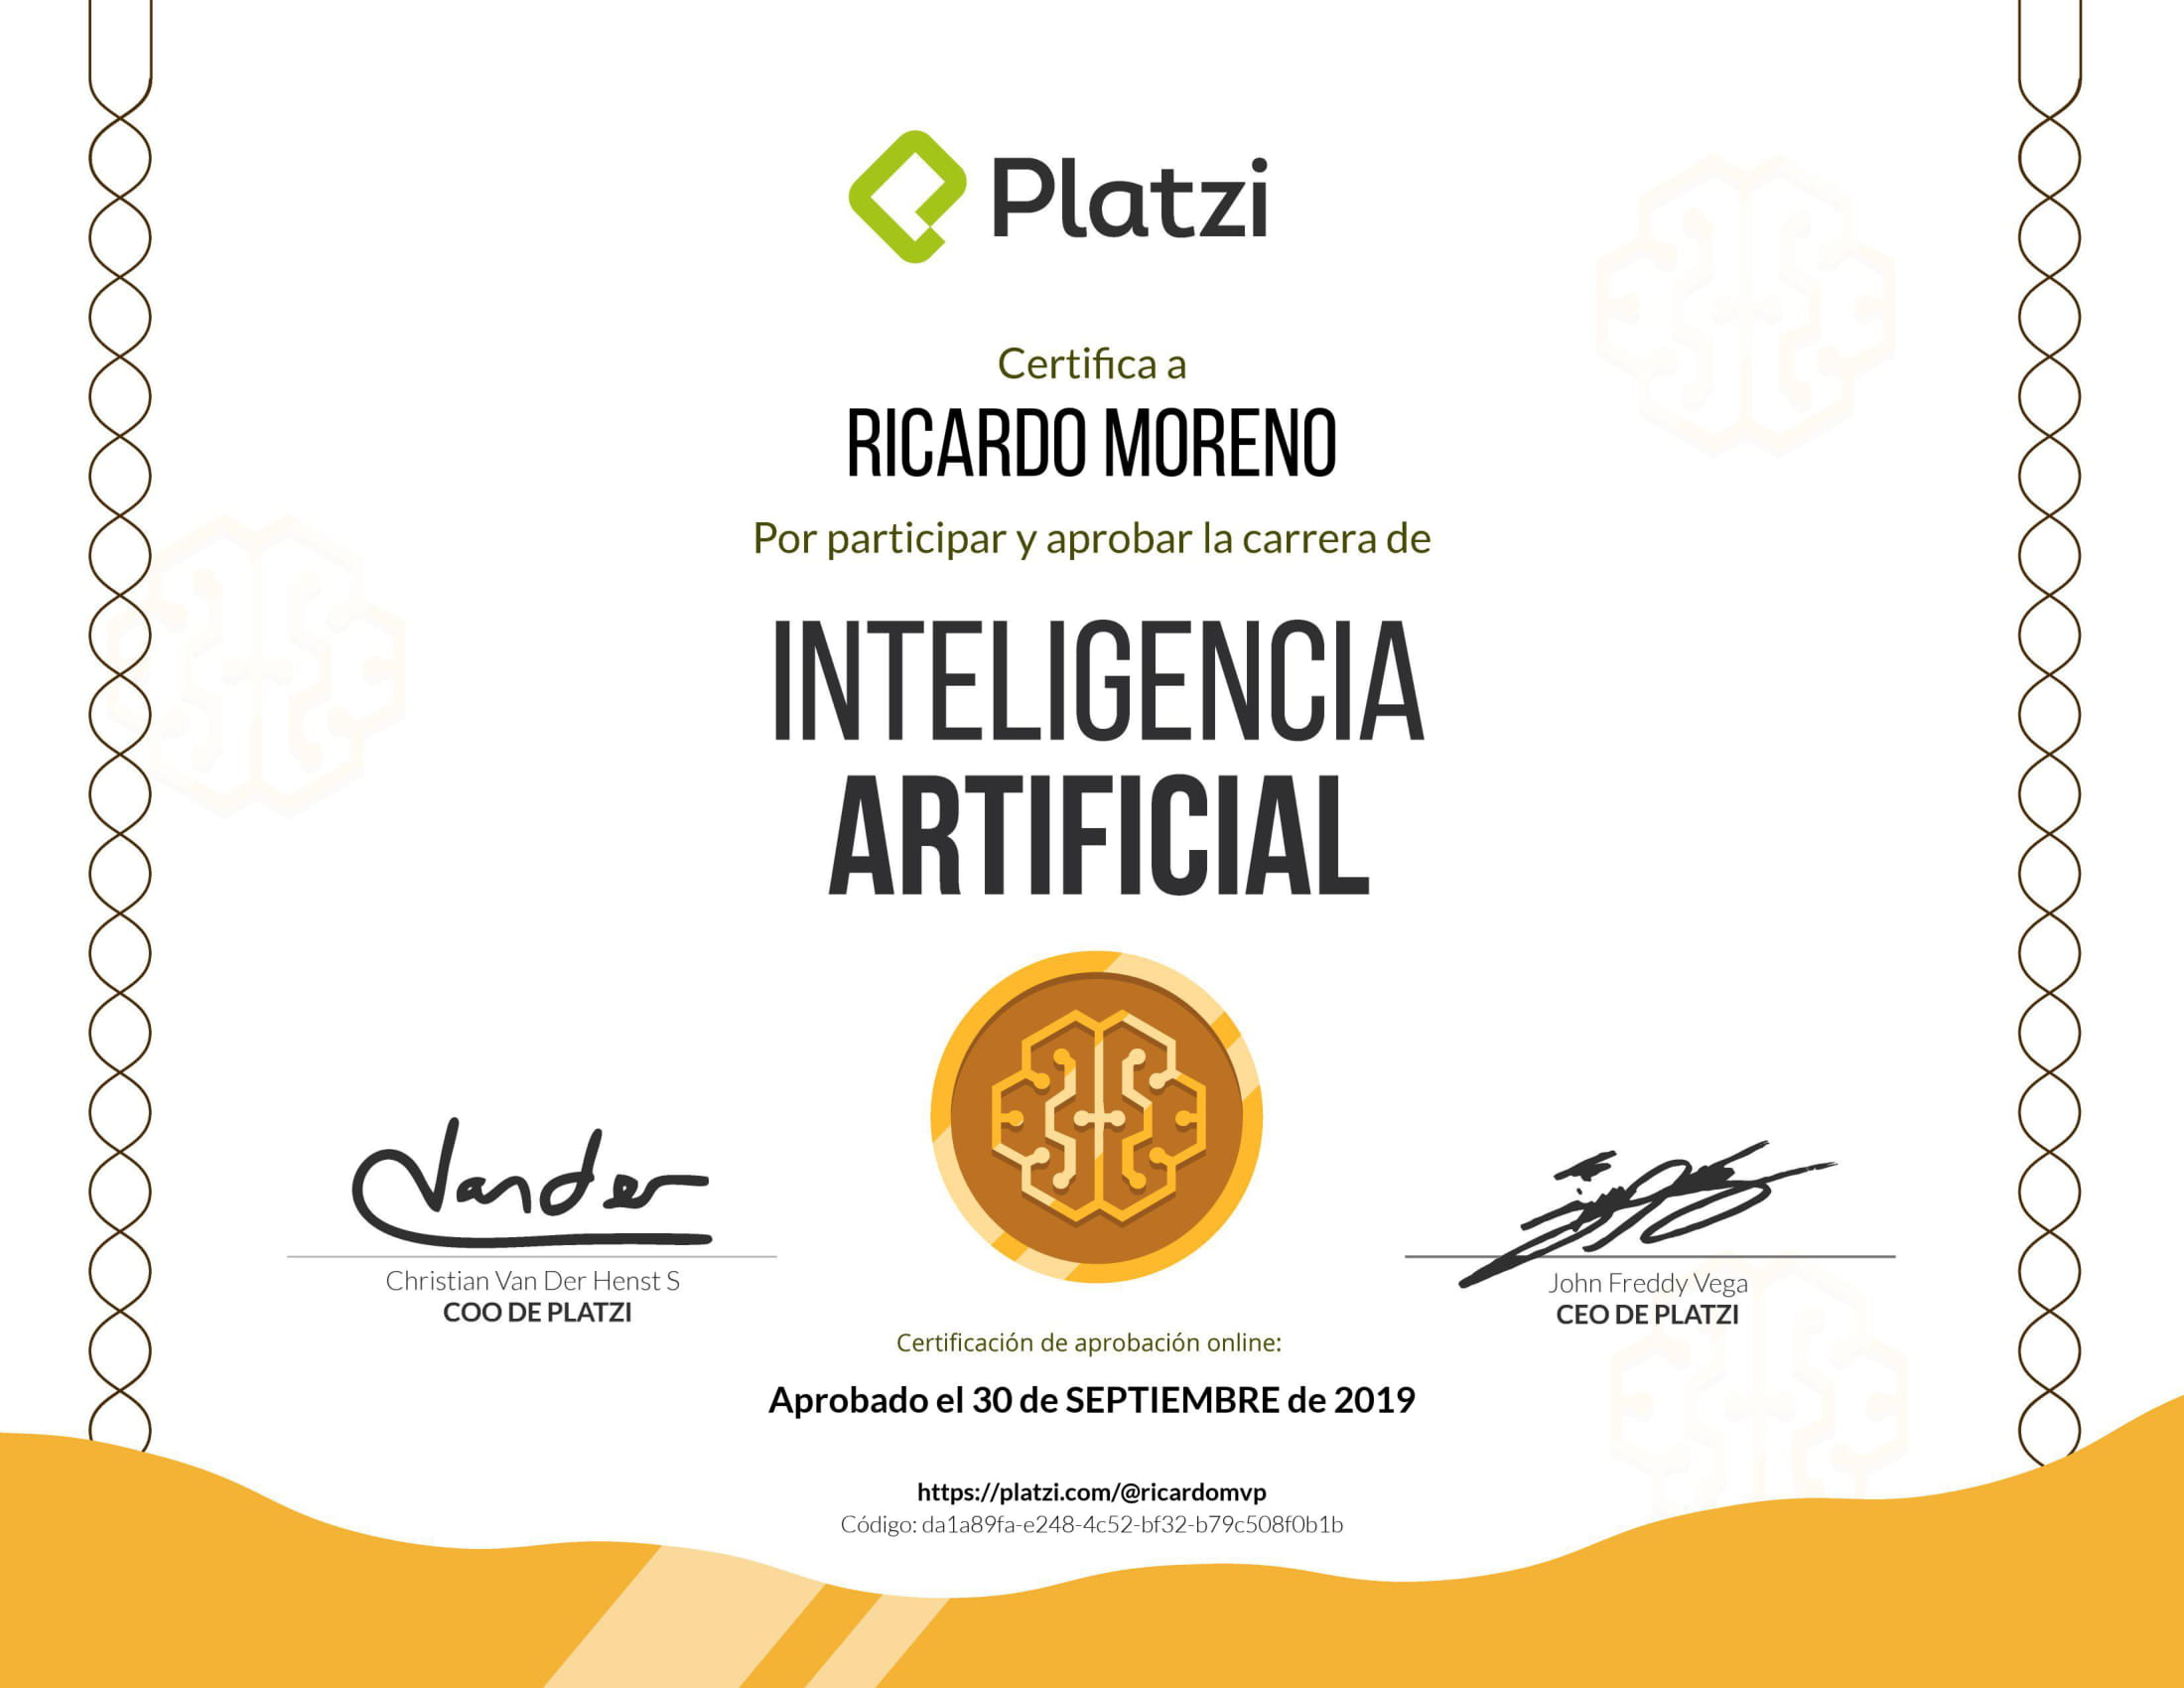 Platzi
Certifica a
RICARDO MORENO
Por participar y aprobar la carrera de
INTELIGENCIA
ARTIFICIAL
Vander
Christian Van Der Henst S
COO DE PLATZI
John Freddy Vega
CEO DE PLATZI
Certificación de aprobación online:
Aprobado el 30 de SEPTIEMBRE de 2019
https://platzi.com/@ricardomvp
Código: da1a89fa-e248-4c52-bf32-b79c508f0b1b